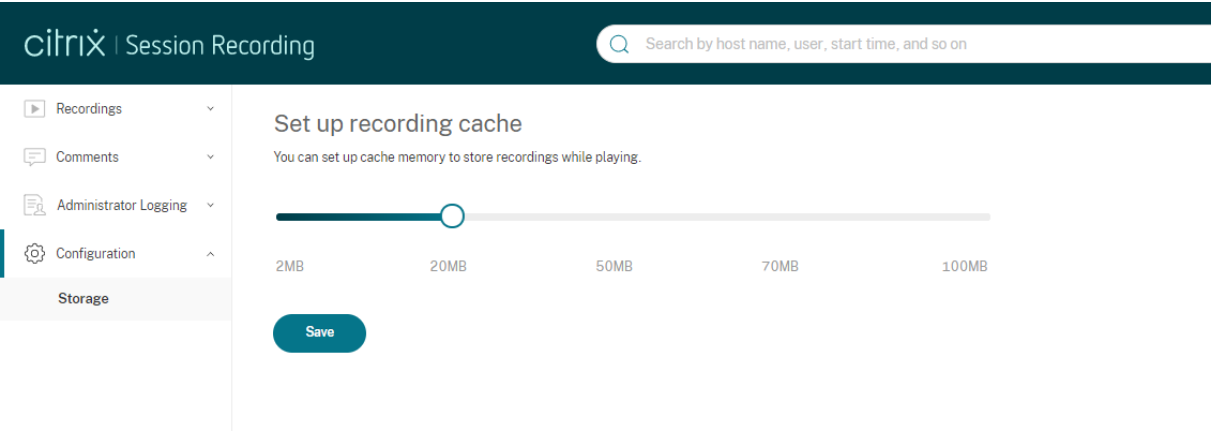 citrix | Session Recording
Search by host name, user, start time, and so on
Recordings
Comments
Administrator Logging
Configuration
Storage
Set up recording cache
You can set up cache memory to store recordings while playing.
2MB 20MB 50MB 70MB 100MB
Save